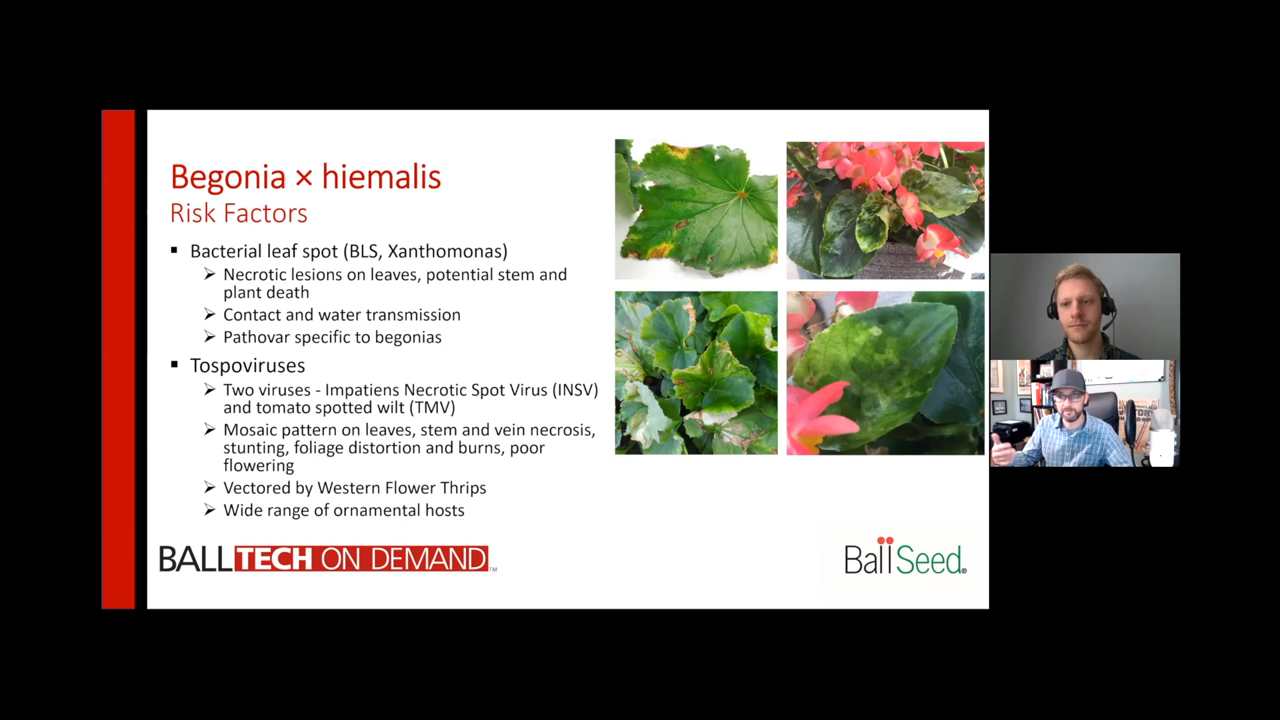 Begonia × hiemalis
Risk Factors
▪ Bacterial leaf spot (BLS, Xanthomonas)
➢ Necrotic lesions on leaves, potential stem and
plant death
➢ Contact and water transmission
➢ Pathovar specific to begonias
▪ Tospoviruses
➢ Two viruses - Impatiens Necrotic Spot Virus (INSV)
and tomato spotted wilt (TMV)
➢ Mosaic pattern on leaves, stem and vein necrosis,
stunting, foliage distortion and burns, poor
flowering
➢ Vectored by Western Flower Thrips
➢ Wide range of ornamental hosts
BALLTECH ON DEMAND™
Ball Seed®